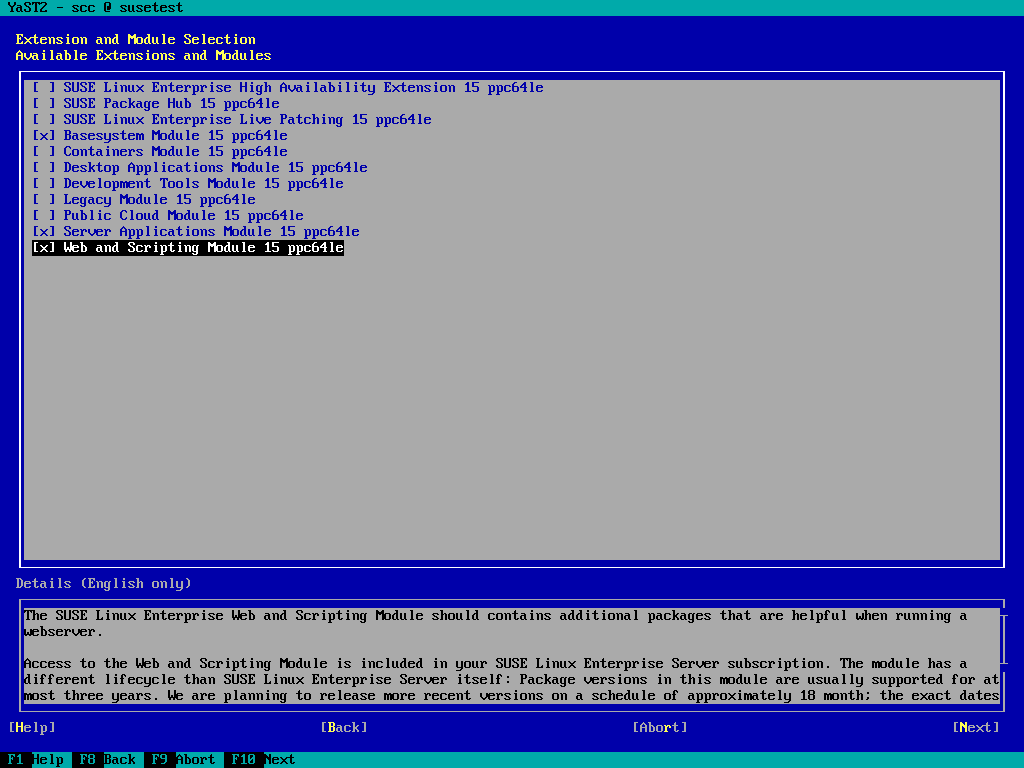 YaST2 - scc @ susetest
Extension and Module Selection
Available Extensions and Modules
[ ] SUSE Linux Enterprise High Availability Extension 15 ppc64le
[ ] SUSE Package Hub 15 ppc64le
[ ] SUSE Linux Enterprise Live Patching 15 ppc64le
[x] Basesystem Module 15 ppc64le
[ ] Containers Module 15 ppc64le
[ ] Desktop Applications Module 15 ppc64le
[ ] Development Tools Module 15 ppc64le
[ ] Legacy Module 15 ppc64le
[ ] Public Cloud Module 15 ppc64le
[x] Server Applications Module 15 ppc64le
[x] Web and Scripting Module 15 ppc64le
Details (English only)
The SUSE Linux Enterprise Web and Scripting Module should contains additional packages that are helpful when running a
webserver.
Access to the Web and Scripting Module is included in your SUSE Linux Enterprise Server subscription. The module has a
different lifecycle than SUSE Linux Enterprise Server itself: Package versions in this module are usually supported for at
most three years. We are planning to release more recent versions on a schedule of approximately 18 month; the exact dates
[Help] [Back] [Abort] [Next]
F1 Help F8 Back F9 Abort F10 Next